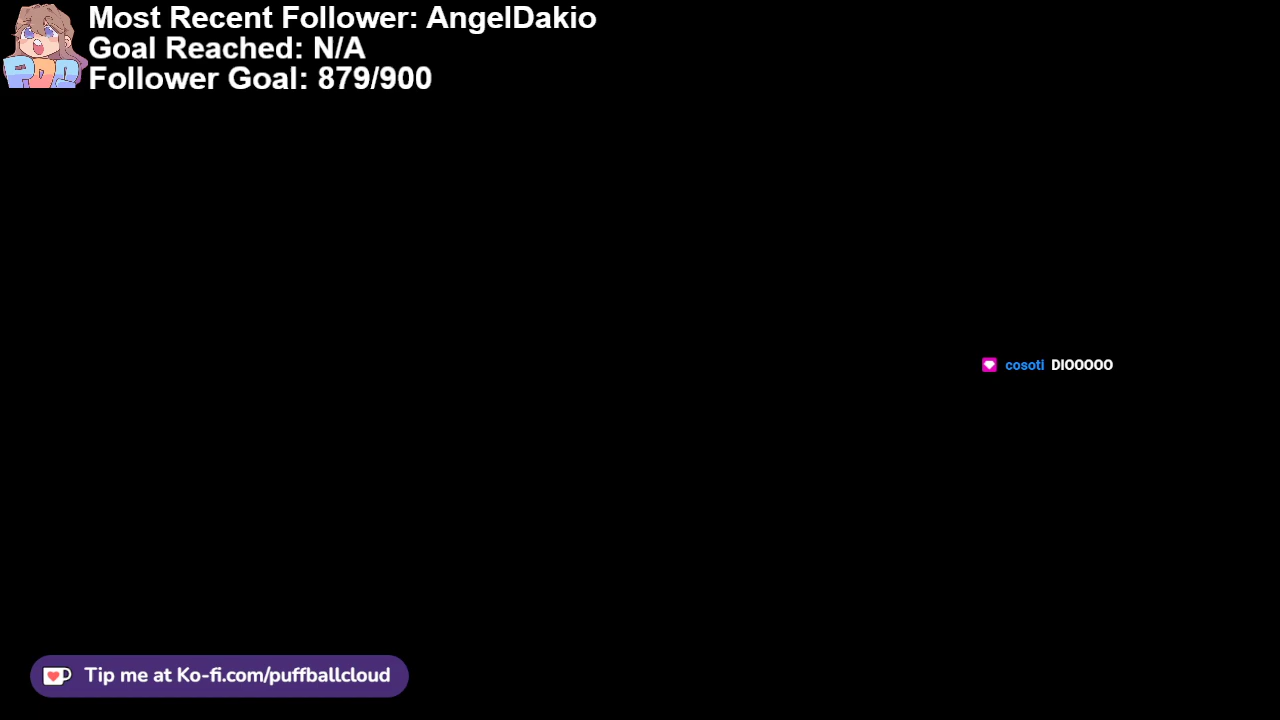 Most Recent Follower: AngelDakio
Goal Reached: N/A
Follower Goal: 879/900
PDC
cosoti DIOOOOO
Tip me at Ko-fi.com/puffballcloud